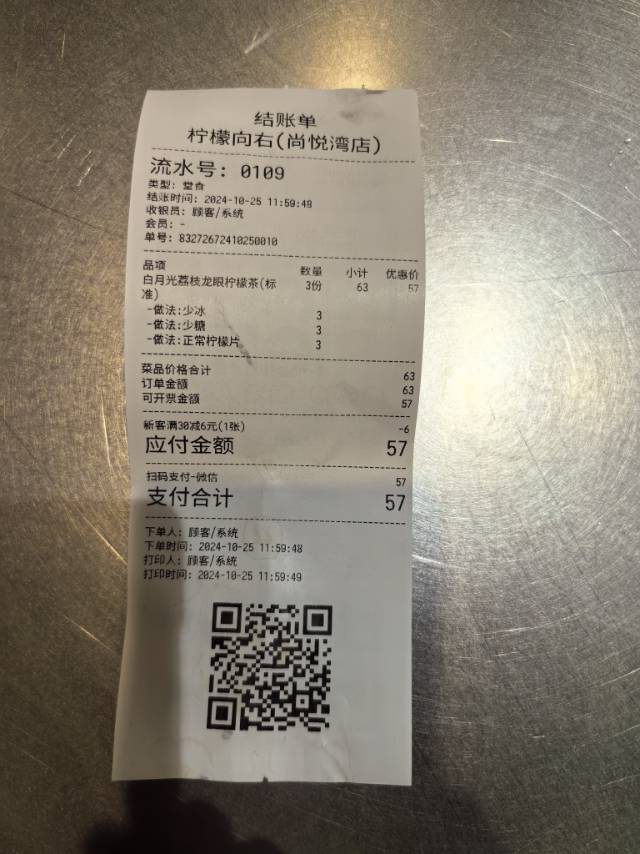 结账单
柠檬向右(尚悦湾店)
流水号: 0109
类型: 堂食
结账时间: 2024-10-25 11:59:48
收银员: 顾客/系统
会员: -
单号: 83272672410250010
品项 数量 小计 优惠价
白月光荔枝龙眼柠檬茶(标 3份 63 57
准)
-做法:少冰 3
-做法:少糖 3
-做法:正常柠檬片 3
菜品价格合计 63
订单金额 63
可开票金额 57
新客满30减6元(1张) -6
应付金额 57
扫码支付-微信 57
支付合计 57
下单人: 顾客/系统
下单时间: 2024-10-25 11:59:48
打印人: 顾客/系统
打印时间: 2024-10-25 11:59:49